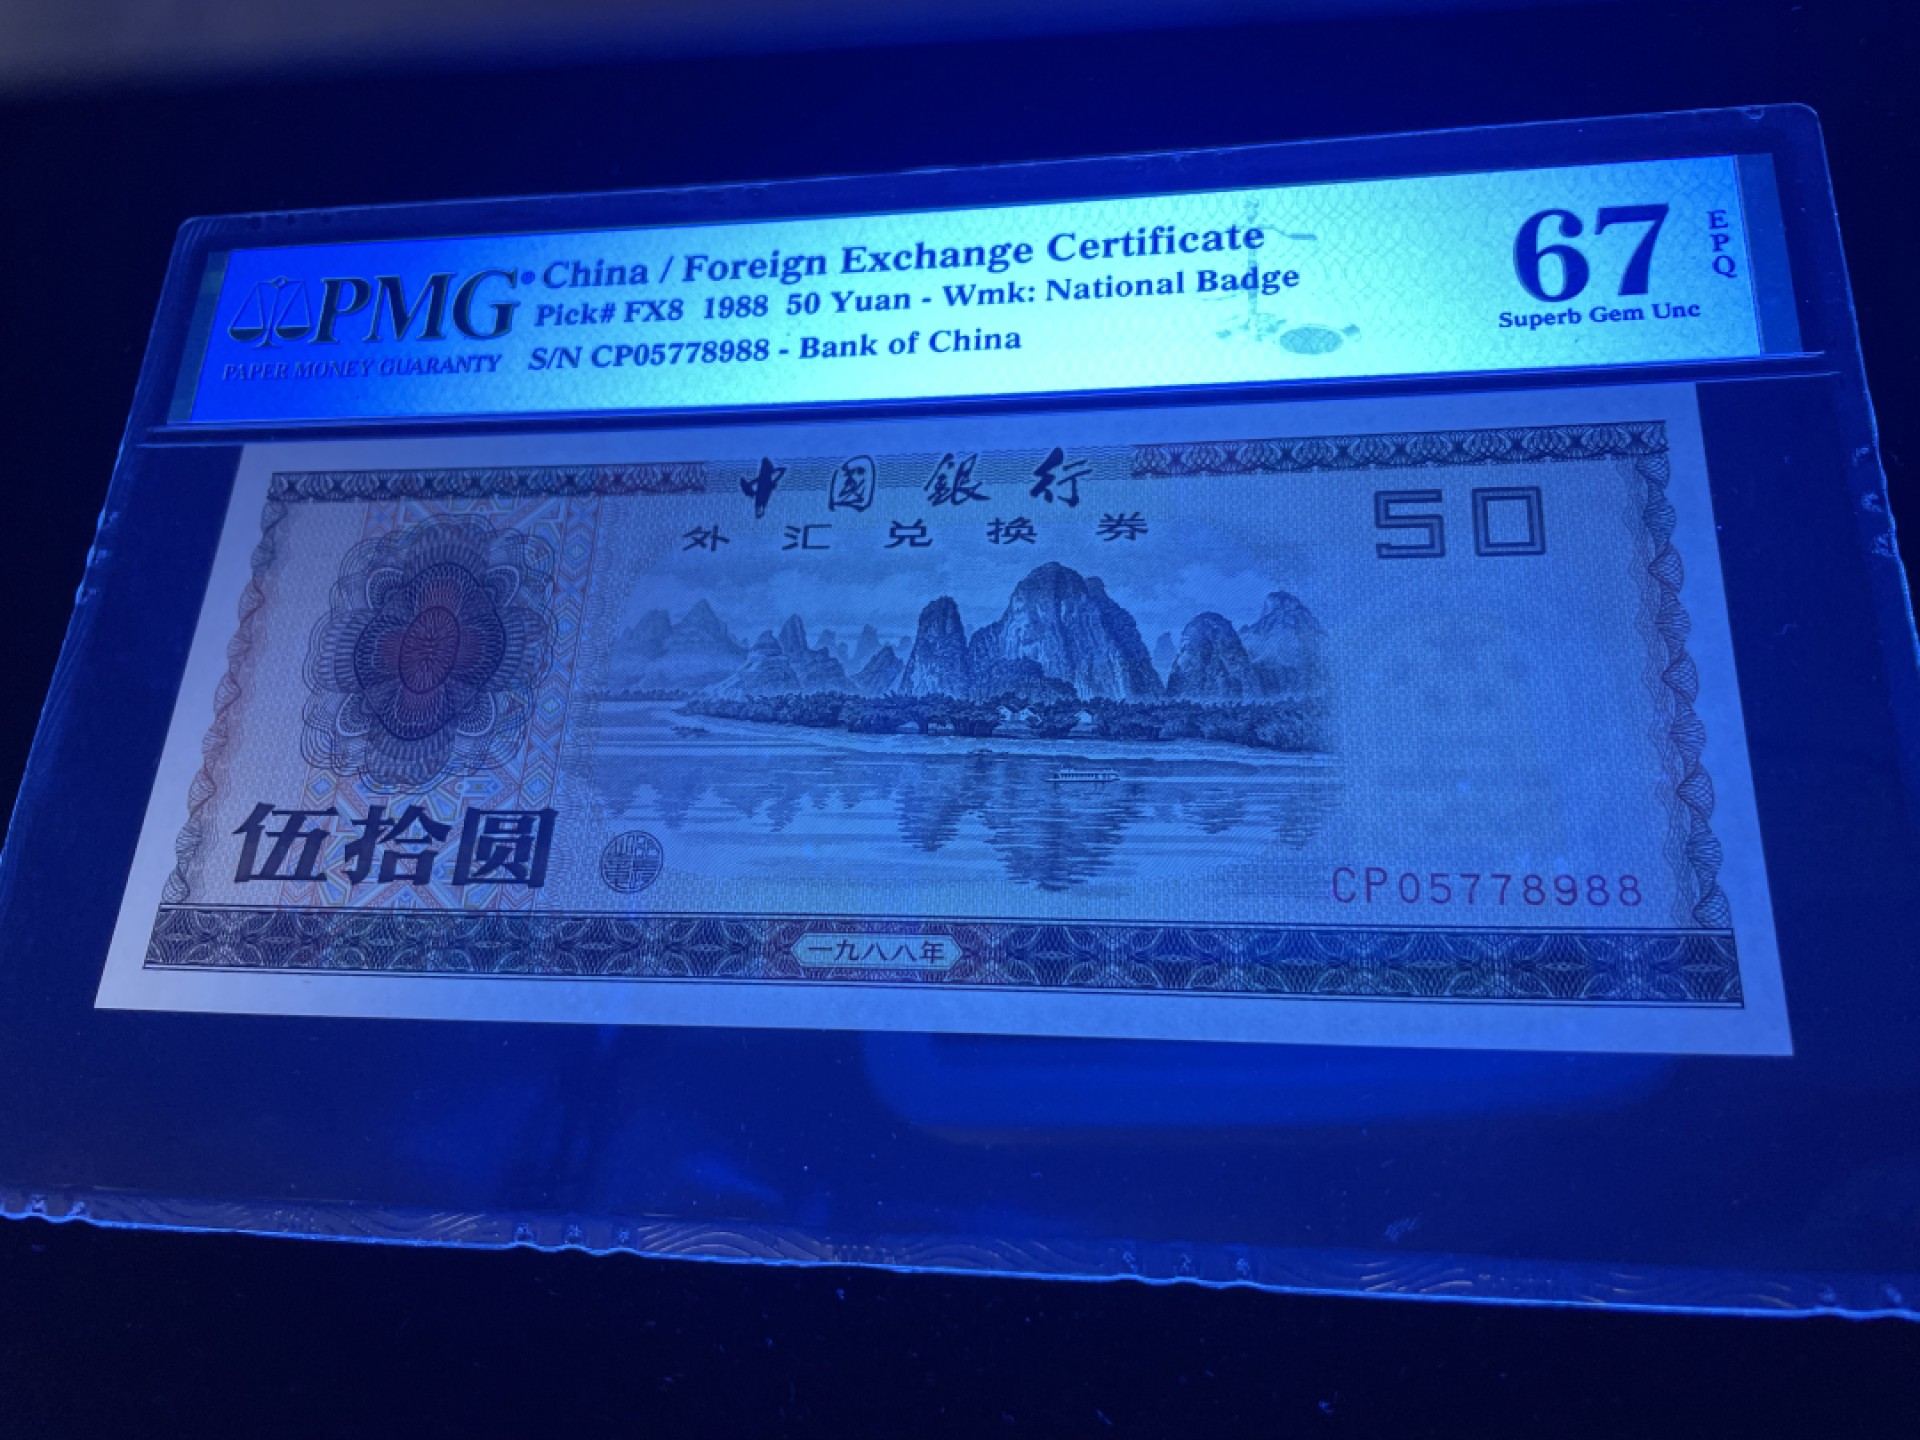 PMG®
PAPER MONEY GUARANTY
China / Foreign Exchange Certificate
Pick# FX8 1988 50 Yuan - Wmk: National Badge
S/N CP05778988 - Bank of China
67
EPQ
Superb Gem Unc
中國銀行
外汇兑换券
50
伍拾圆
CP05778988
一九八八年